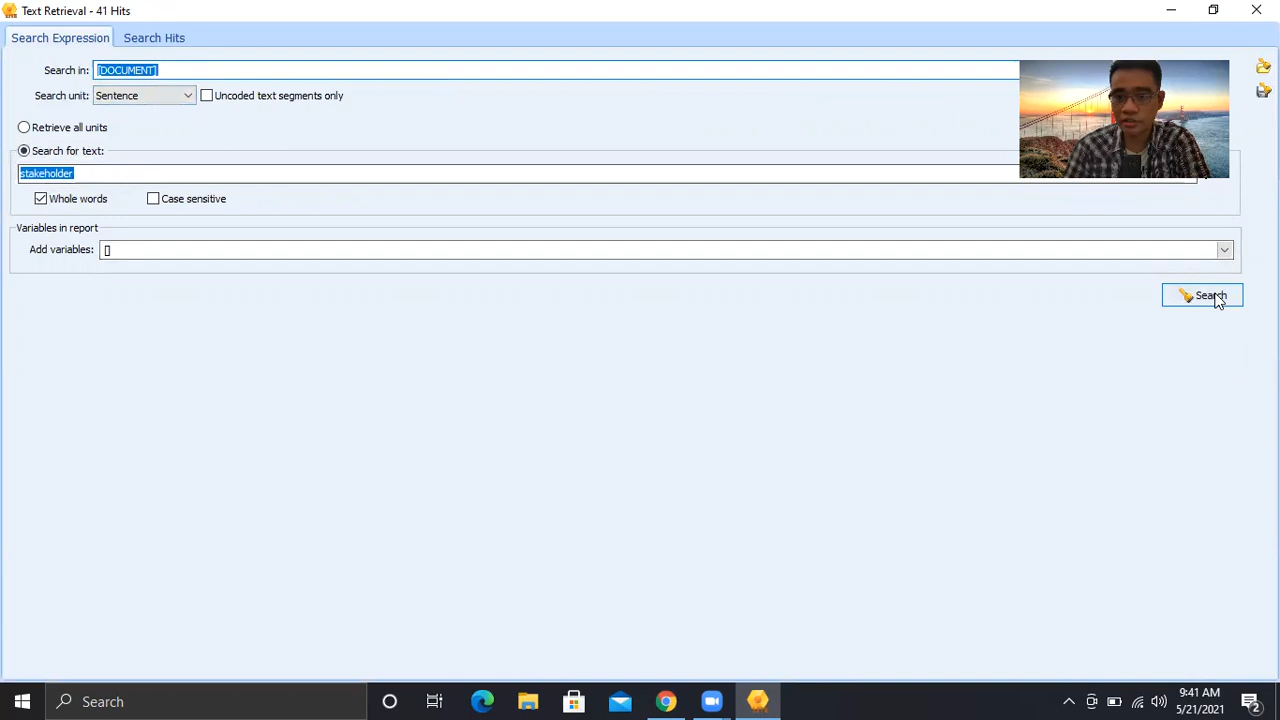 Text Retrieval - 41 Hits
Search Expression
Search Hits
Search in: [DOCUMENT]
Search unit: Sentence
Uncoded text segments only
Retrieve all units
Search for text:
stakeholder
Whole words
Case sensitive
Variables in report
Add variables: []
Search
Search
9:41 AM
5/21/2021
2